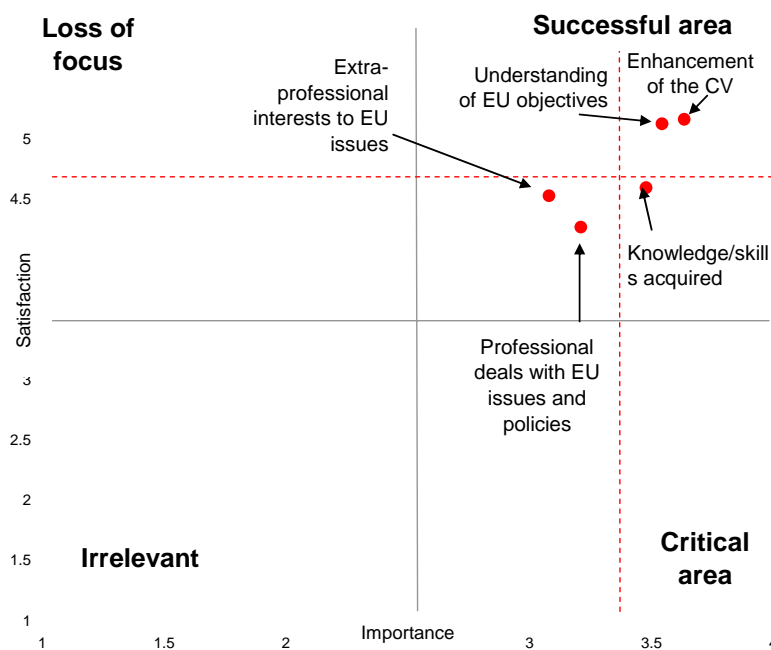 Loss of
focus
Successful area
Extra-
professional
interests to EU
issues
Understanding
of EU objectives
Enhancement
of the CV
5
4.5
Knowledge/skill
s acquired
Satisfaction
Professional
deals with EU
issues and
policies
3
2.5
2
1.5
1
Irrelevant
Critical
area
Importance
1
1.5
2
3
3.5
4